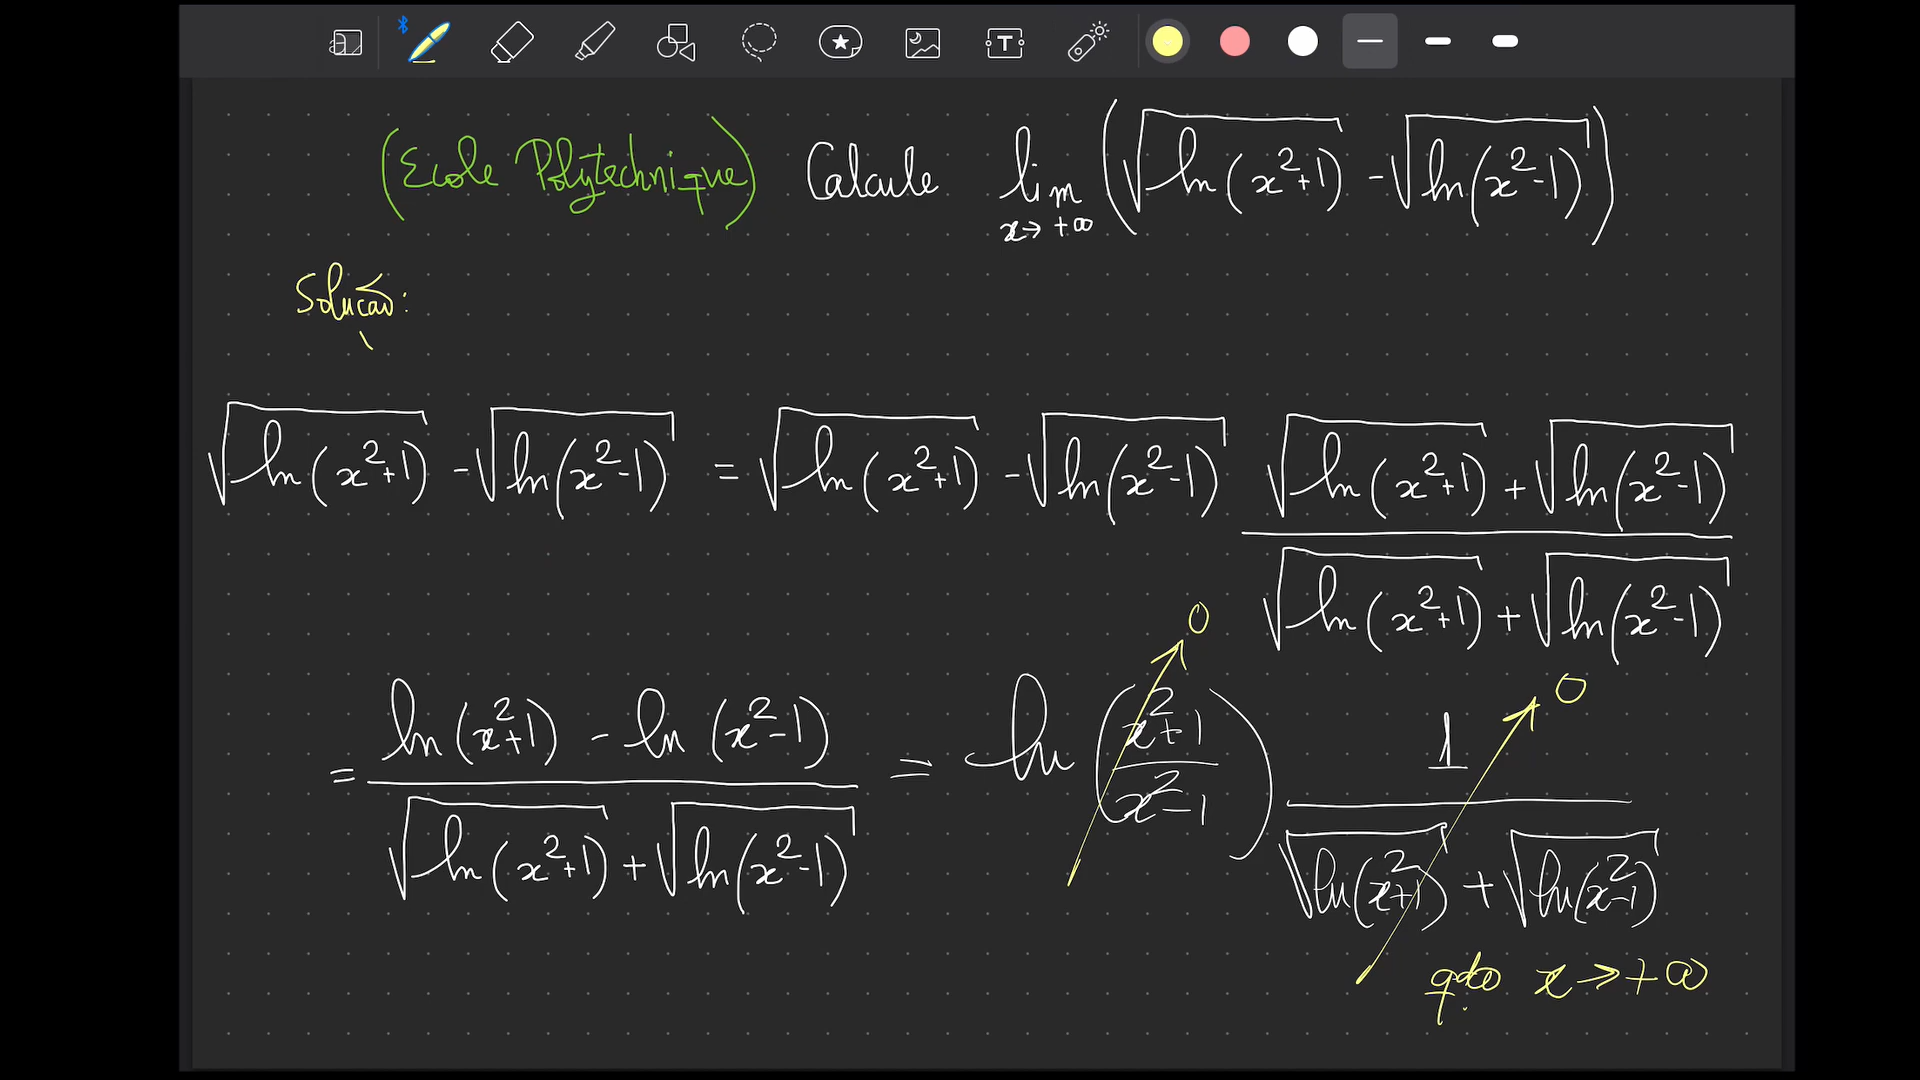 (Ecole Polytechnique) Calcule lim x→+∞ (√ln(x²+1) - √ln(x²-1))
Solução:
√ln(x²+1) - √ln(x²-1) = √ln(x²+1) - √ln(x²-1) (√ln(x²+1) + √ln(x²-1))/(√ln(x²+1) + √ln(x²-1))
= (ln(x²+1) - ln(x²-1))/(√ln(x²+1) + √ln(x²-1)) = ln((x²+1)/(x²-1)) 1/(√ln(x²+1) + √ln(x²-1))
0
0
qdo x→+∞
T